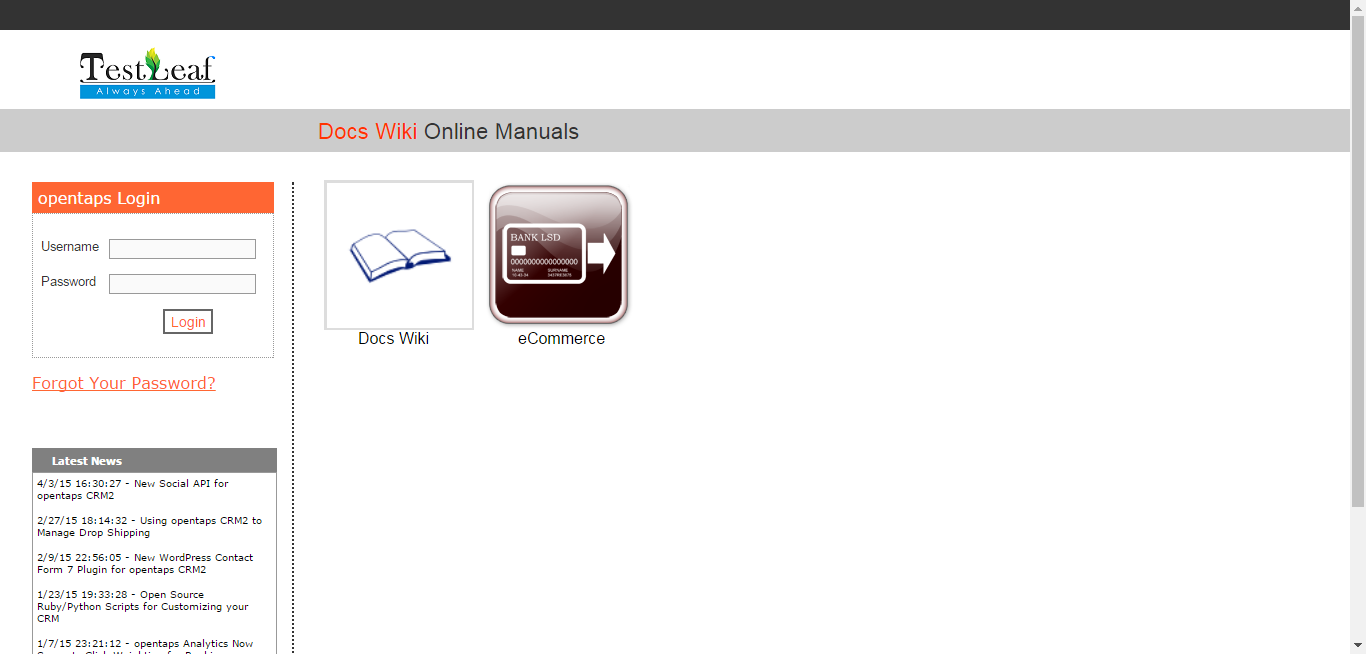 TestLeaf
Always Ahead
Docs Wiki Online Manuals
opentaps Login
Username
Password
Login
Forgot Your Password?
BANK LSD
0000000000000000
NAME SURNAME
Docs Wiki
eCommerce
Latest News
4/3/15 16:30:27 - New Social API for
opentaps CRM2
2/27/15 18:14:32 - Using opentaps CRM2 to
Manage Drop Shipping
2/9/15 22:56:05 - New WordPress Contact
Form 7 Plugin for opentaps CRM2
1/23/15 19:33:28 - Open Source
Ruby/Python Scripts for Customizing your
CRM
1/7/15 23:21:12 - opentaps Analytics Now